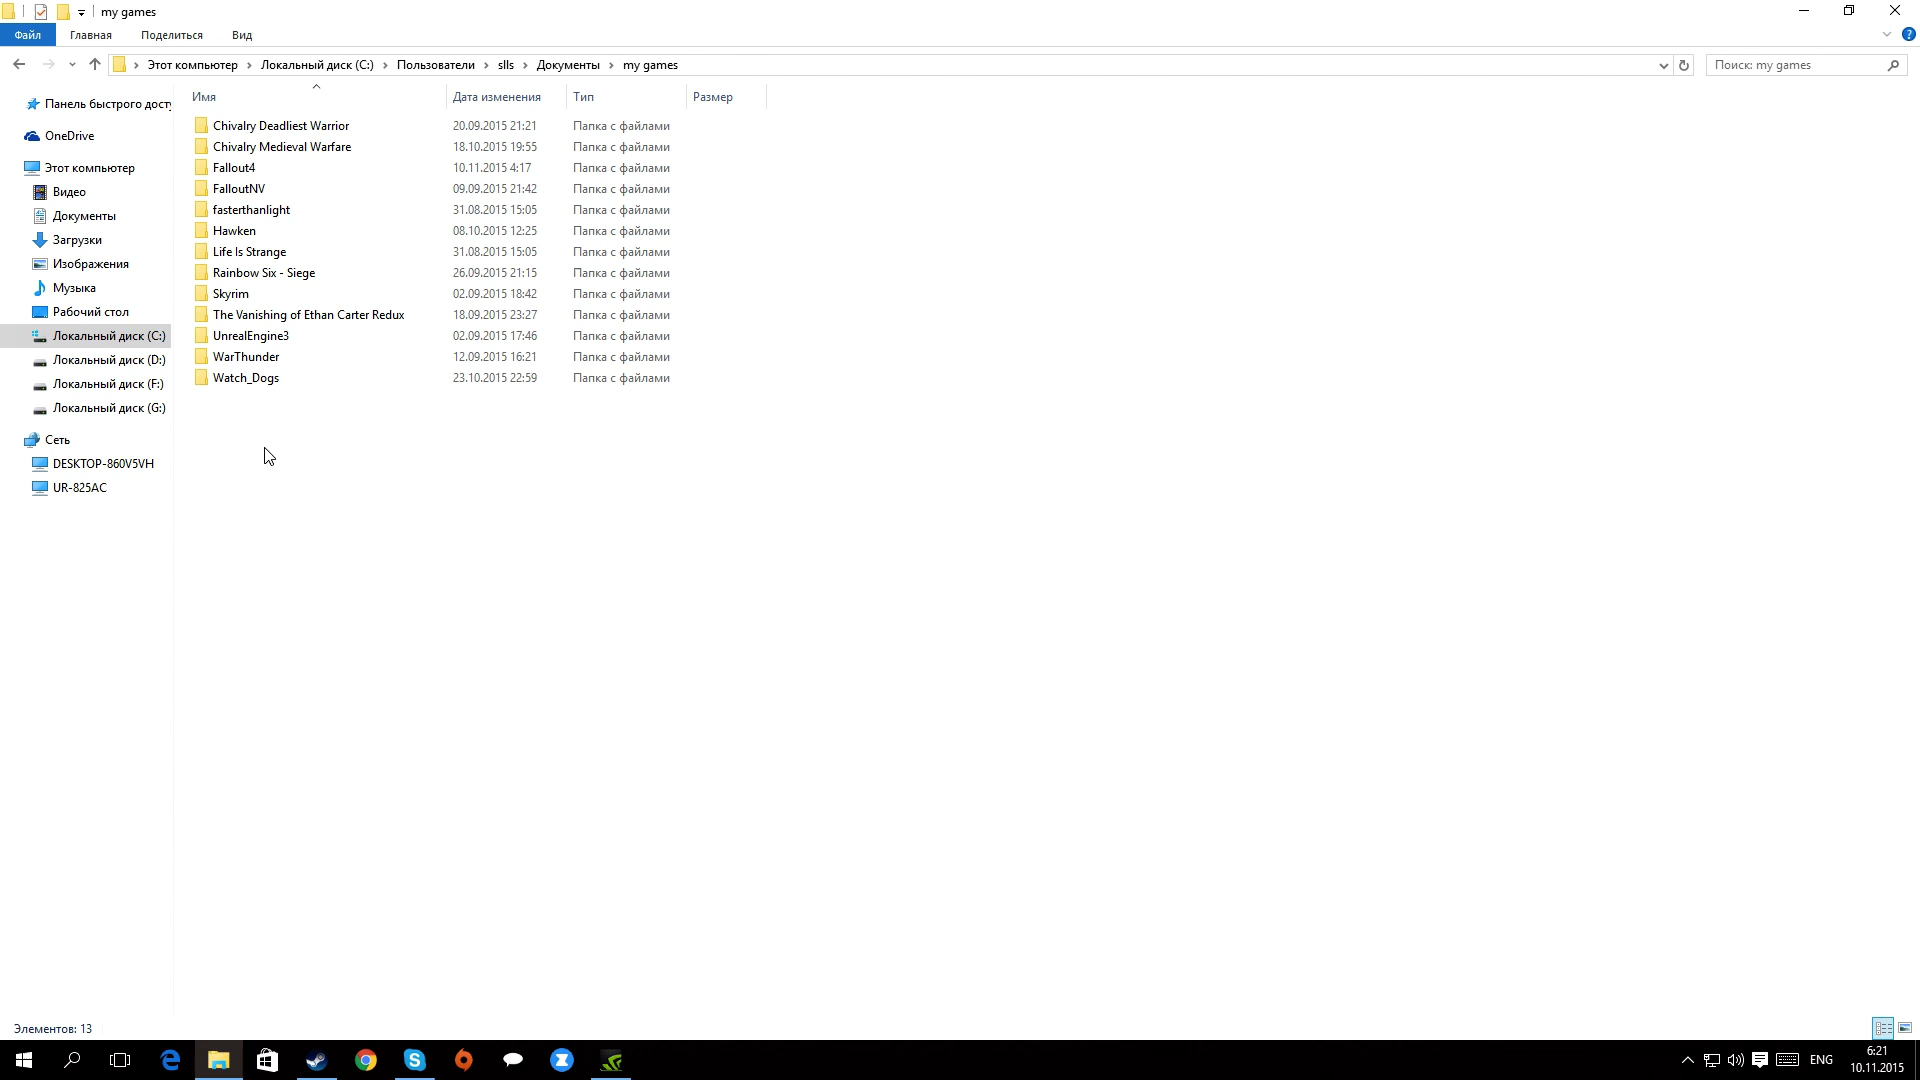 my games
Файл Главная Поделиться Вид
Этот компьютер Локальный диск (C:) Пользователи slls Документы my games Поиск: my games
Имя Дата изменения Тип Размер
Панель быстрого дост
OneDrive
Этот компьютер
Видео
Документы
Загрузки
Изображения
Музыка
Рабочий стол
Локальный диск (C:)
Локальный диск (D:)
Локальный диск (F:)
Локальный диск (G:)
Сеть
DESKTOP-860V5VH
UR-825AC
Chivalry Deadliest Warrior 20.09.2015 21:21 Папка с файлами
Chivalry Medieval Warfare 18.10.2015 19:55 Папка с файлами
Fallout4 10.11.2015 4:17 Папка с файлами
FalloutNV 09.09.2015 21:42 Папка с файлами
fasterthanlight 31.08.2015 15:05 Папка с файлами
Hawken 08.10.2015 12:25 Папка с файлами
Life Is Strange 31.08.2015 15:05 Папка с файлами
Rainbow Six - Siege 26.09.2015 21:15 Папка с файлами
Skyrim 02.09.2015 18:42 Папка с файлами
The Vanishing of Ethan Carter Redux 18.09.2015 23:27 Папка с файлами
UnrealEngine3 02.09.2015 17:46 Папка с файлами
WarThunder 12.09.2015 16:21 Папка с файлами
Watch_Dogs 23.10.2015 22:59 Папка с файлами
Элементов: 13
ENG
6:21
10.11.2015